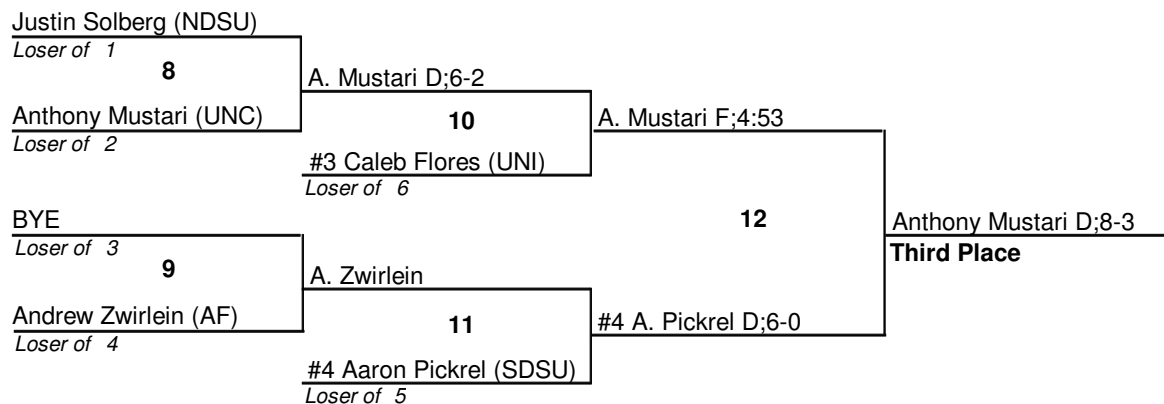 Justin Solberg (NDSU)
Loser of 1
8
A. Mustari D;6-2
Anthony Mustari (UNC)
Loser of 2
10
A. Mustari F;4:53
#3 Caleb Flores (UNI)
Loser of 6
BYE
Loser of 3
12
Anthony Mustari D;8-3
Third Place
9
A. Zwirlein
Andrew Zwirlein (AF)
Loser of 4
11
#4 A. Pickrel D;6-0
#4 Aaron Pickrel (SDSU)
Loser of 5